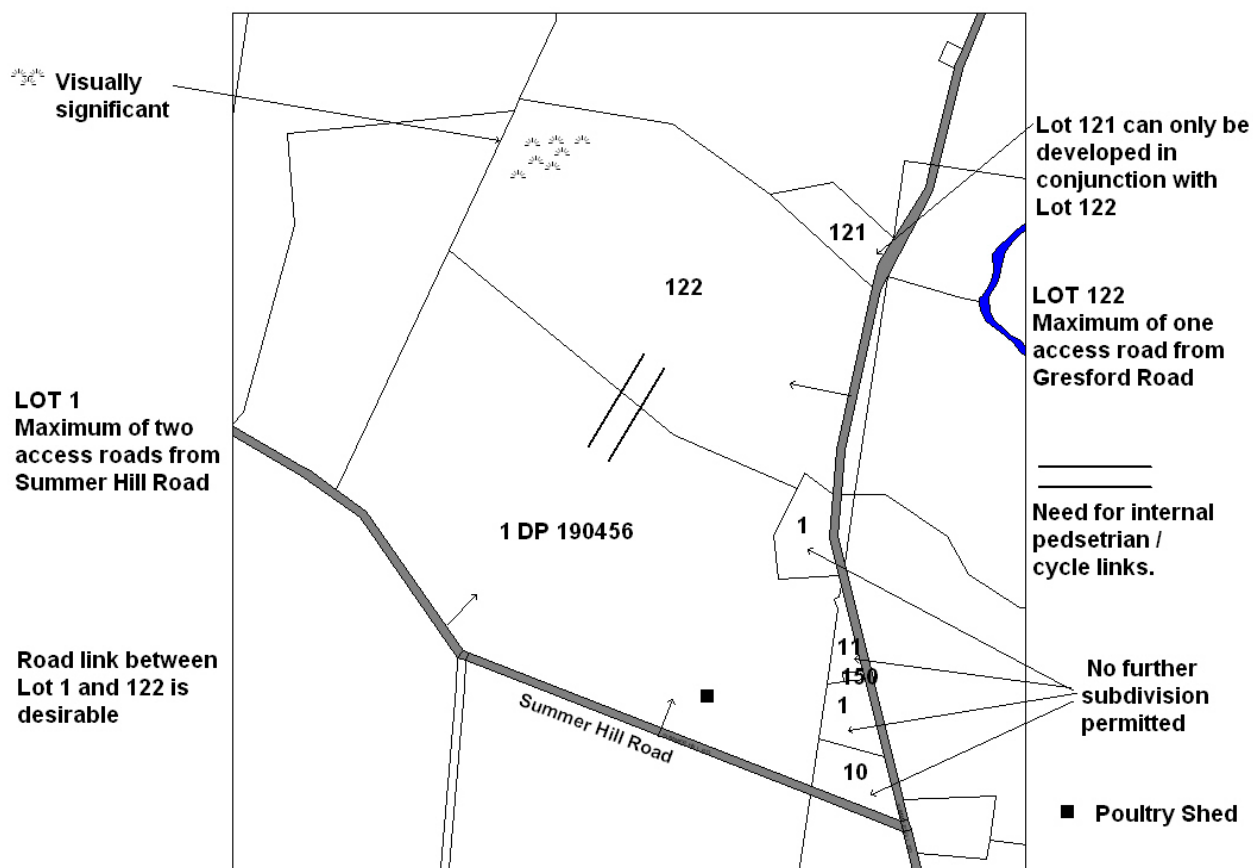 Visually
significant
Lot 121 can only be
developed in
conjunction with
Lot 122
121
122
LOT 122
Maximum of one
access road from
Gresford Road
LOT 1
Maximum of two
access roads from
Summer Hill Road
1 DP 190456
1
Need for internal
pedsetrian /
cycle links.
11
150
1
10
Road link between
Lot 1 and 122 is
desirable
Summer Hill Road
No further
subdivision
permitted
Poultry Shed